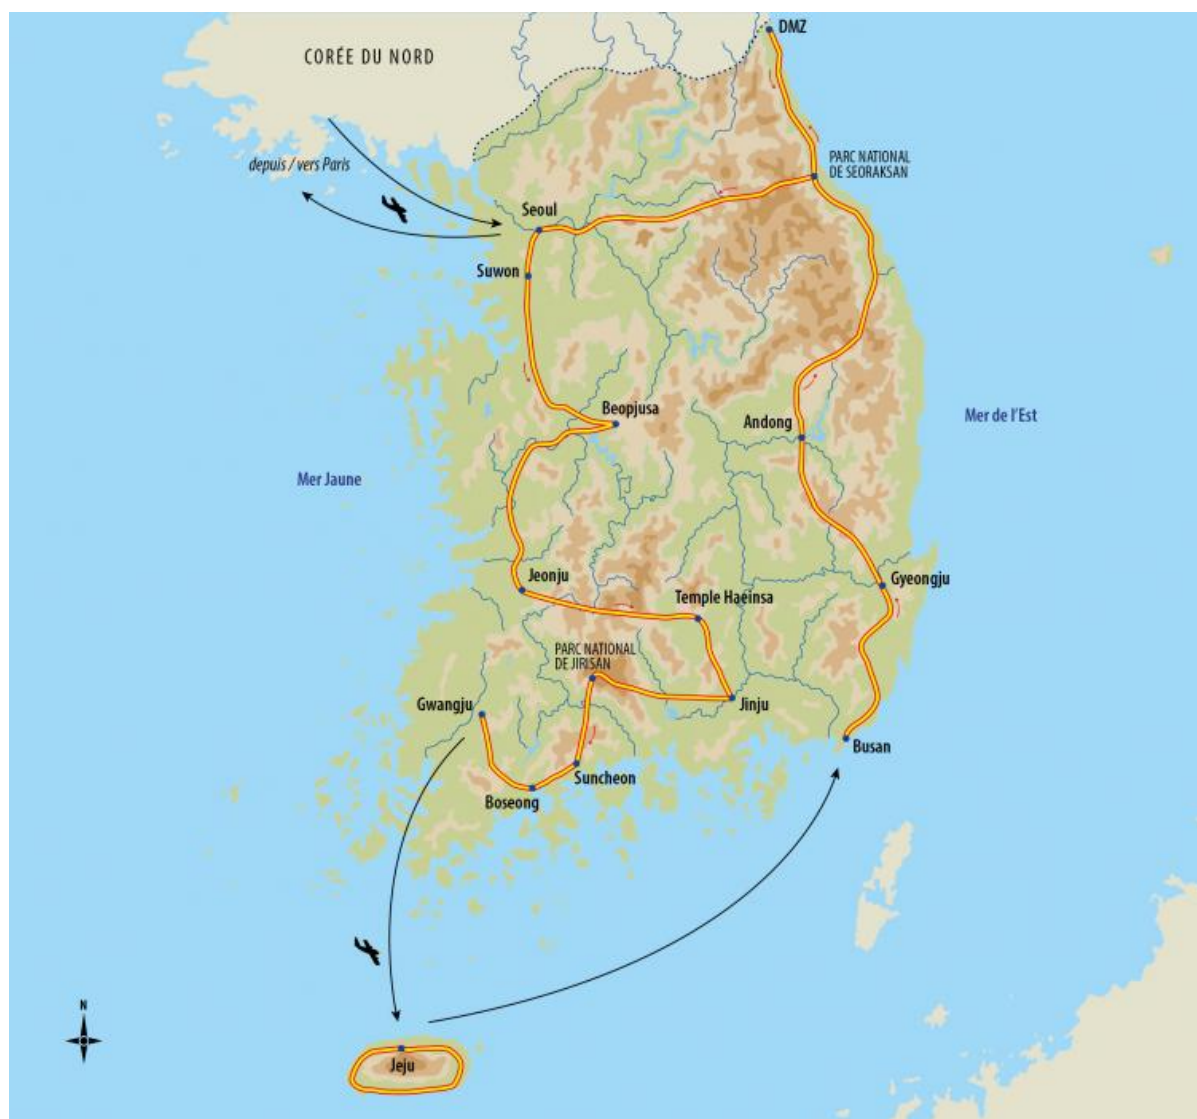 DMZ
CORÉE DU NORD
depuis / vers Paris
PARC NATIONAL
DE SEORAKSAN
Seoul
Suwon
Beopjusa
Andong
Mer de l'Est
Mer Jaune
Jeonju
Temple Haeinsa
Gyeongju
PARC NATIONAL
DE JIRISAN
Gwangju
Jinju
Busan
Suncheon
Boseong
N
Jeju